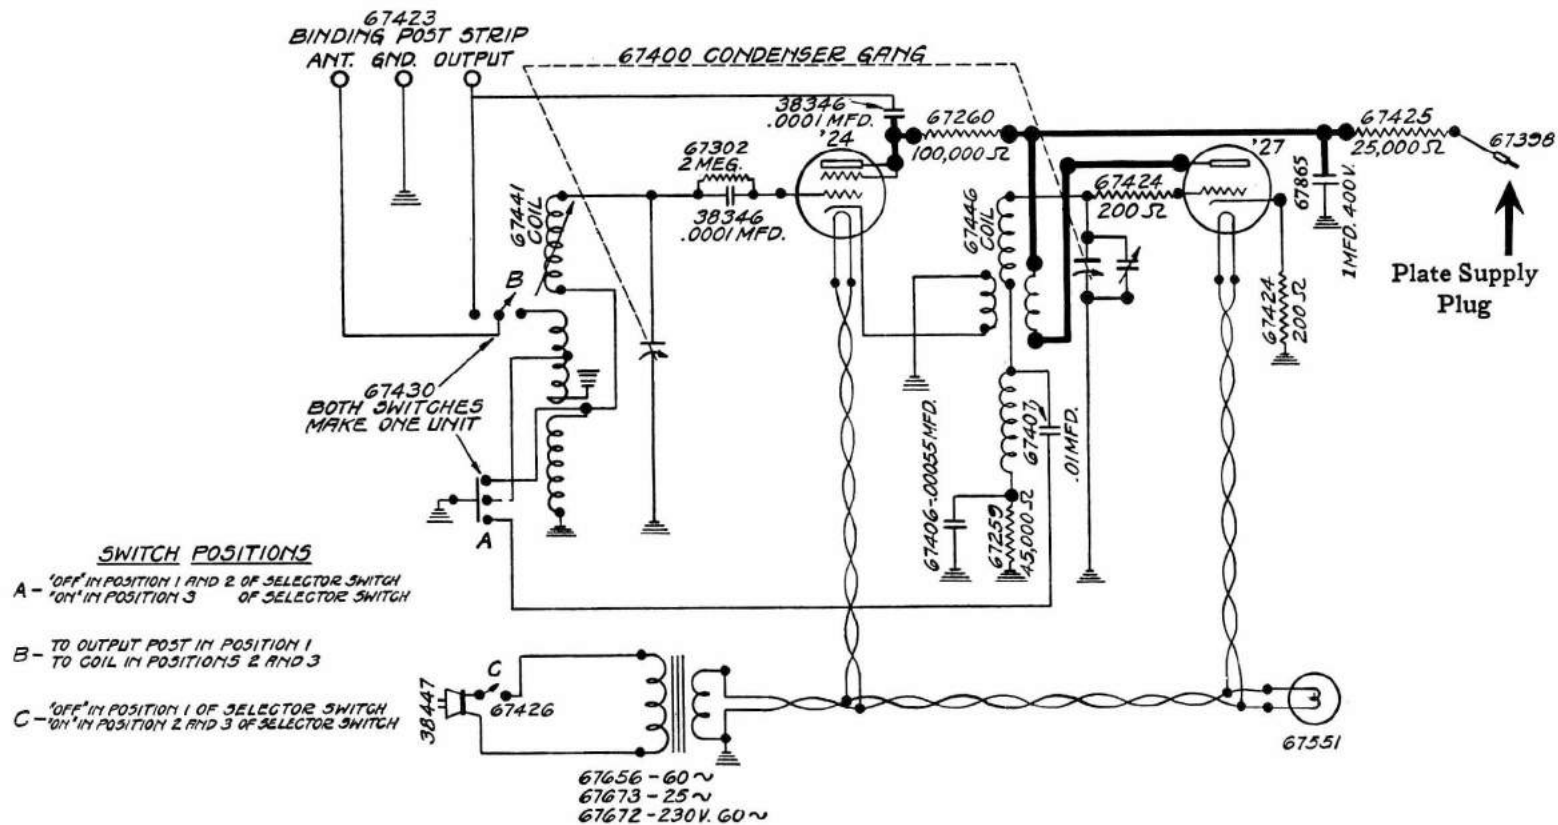 67423
BINDING POST STRIP
ANT. GND. OUTPUT
67400 CONDENSER GANG
38346
.0001 MFD.
'24
67260
100,000 Ω
67425
25,000 Ω
67398
'27
67302
2 MEG.
38346
.0001 MFD.
67441
COIL
67446
COIL
67424
200 Ω
67865
1 MFD. 400V.
Plate Supply
Plug
67424
200 Ω
B
67430
BOTH SWITCHES
MAKE ONE UNIT
A
67407
.01 MFD.
67406-.00055 MFD.
67259
45,000 Ω
SWITCH POSITIONS
A - "OFF" IN POSITION 1 AND 2 OF SELECTOR SWITCH
"ON" IN POSITION 3 OF SELECTOR SWITCH
B - TO OUTPUT POST IN POSITION 1
TO COIL IN POSITIONS 2 AND 3
C - "OFF" IN POSITION 1 OF SELECTOR SWITCH
"ON" IN POSITION 2 AND 3 OF SELECTOR SWITCH
C
38447
67426
67551
67656 - 60 ~
67673 - 25 ~
67672 - 230 V. 60 ~